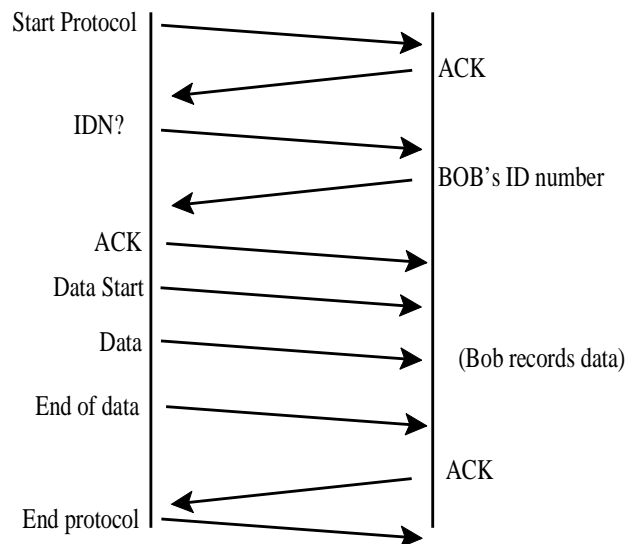 Start Protocol
ACK
IDN?
BOB's ID number
ACK
Data Start
Data
(Bob records data)
End of data
ACK
End protocol